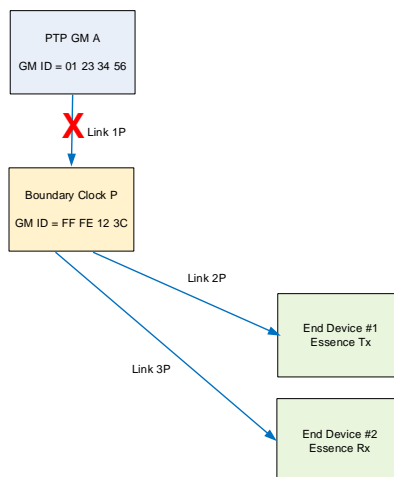 PTP GM A
GM ID = 01 23 34 56
X
Link 1P
Boundary Clock P
GM ID = FF FE 12 3C
Link 2P
End Device #1
Essence Tx
Link 3P
End Device #2
Essence Rx